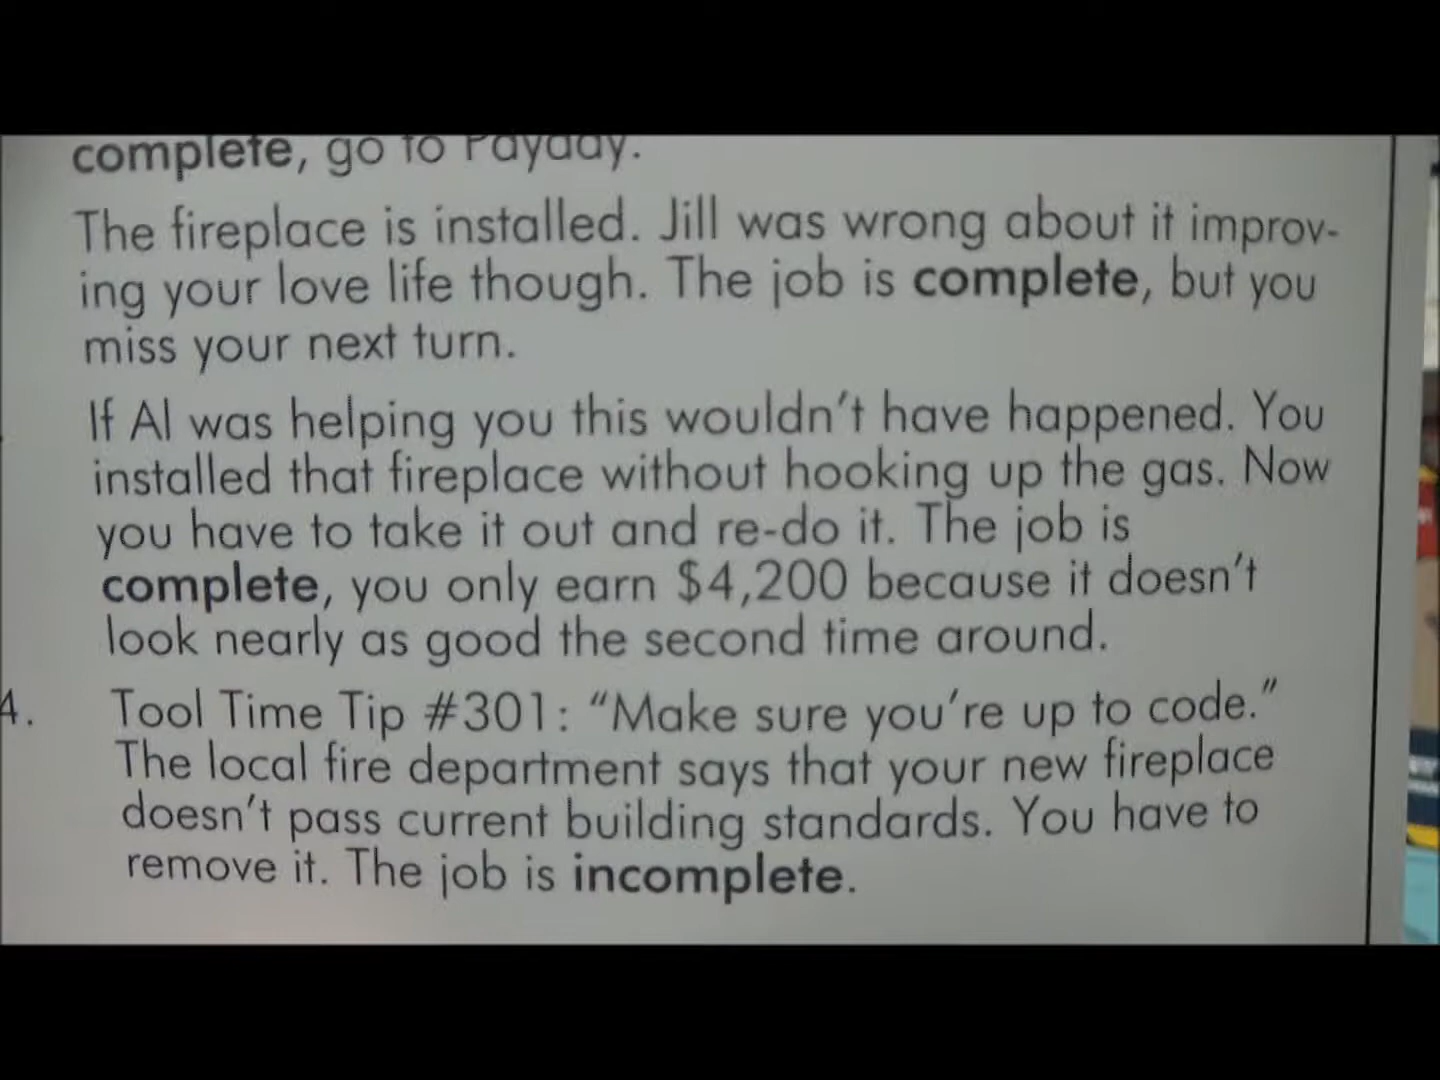 complete, go to Payday.
The fireplace is installed. Jill was wrong about it improv-
ing your love life though. The job is complete, but you
miss your next turn.
If Al was helping you this wouldn't have happened. You
installed that fireplace without hooking up the gas. Now
you have to take it out and re-do it. The job is
complete, you only earn $4,200 because it doesn't
look nearly as good the second time around.
4. Tool Time Tip #301: “Make sure you're up to code.”
The local fire department says that your new fireplace
doesn't pass current building standards. You have to
remove it. The job is incomplete.